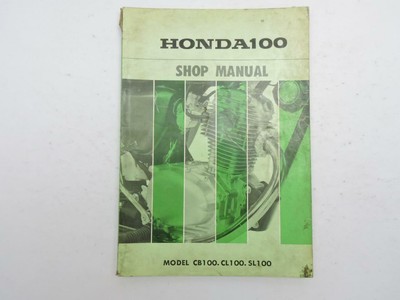 HONDA100
SHOP MANUAL
MODEL CB100. CL100. SL100